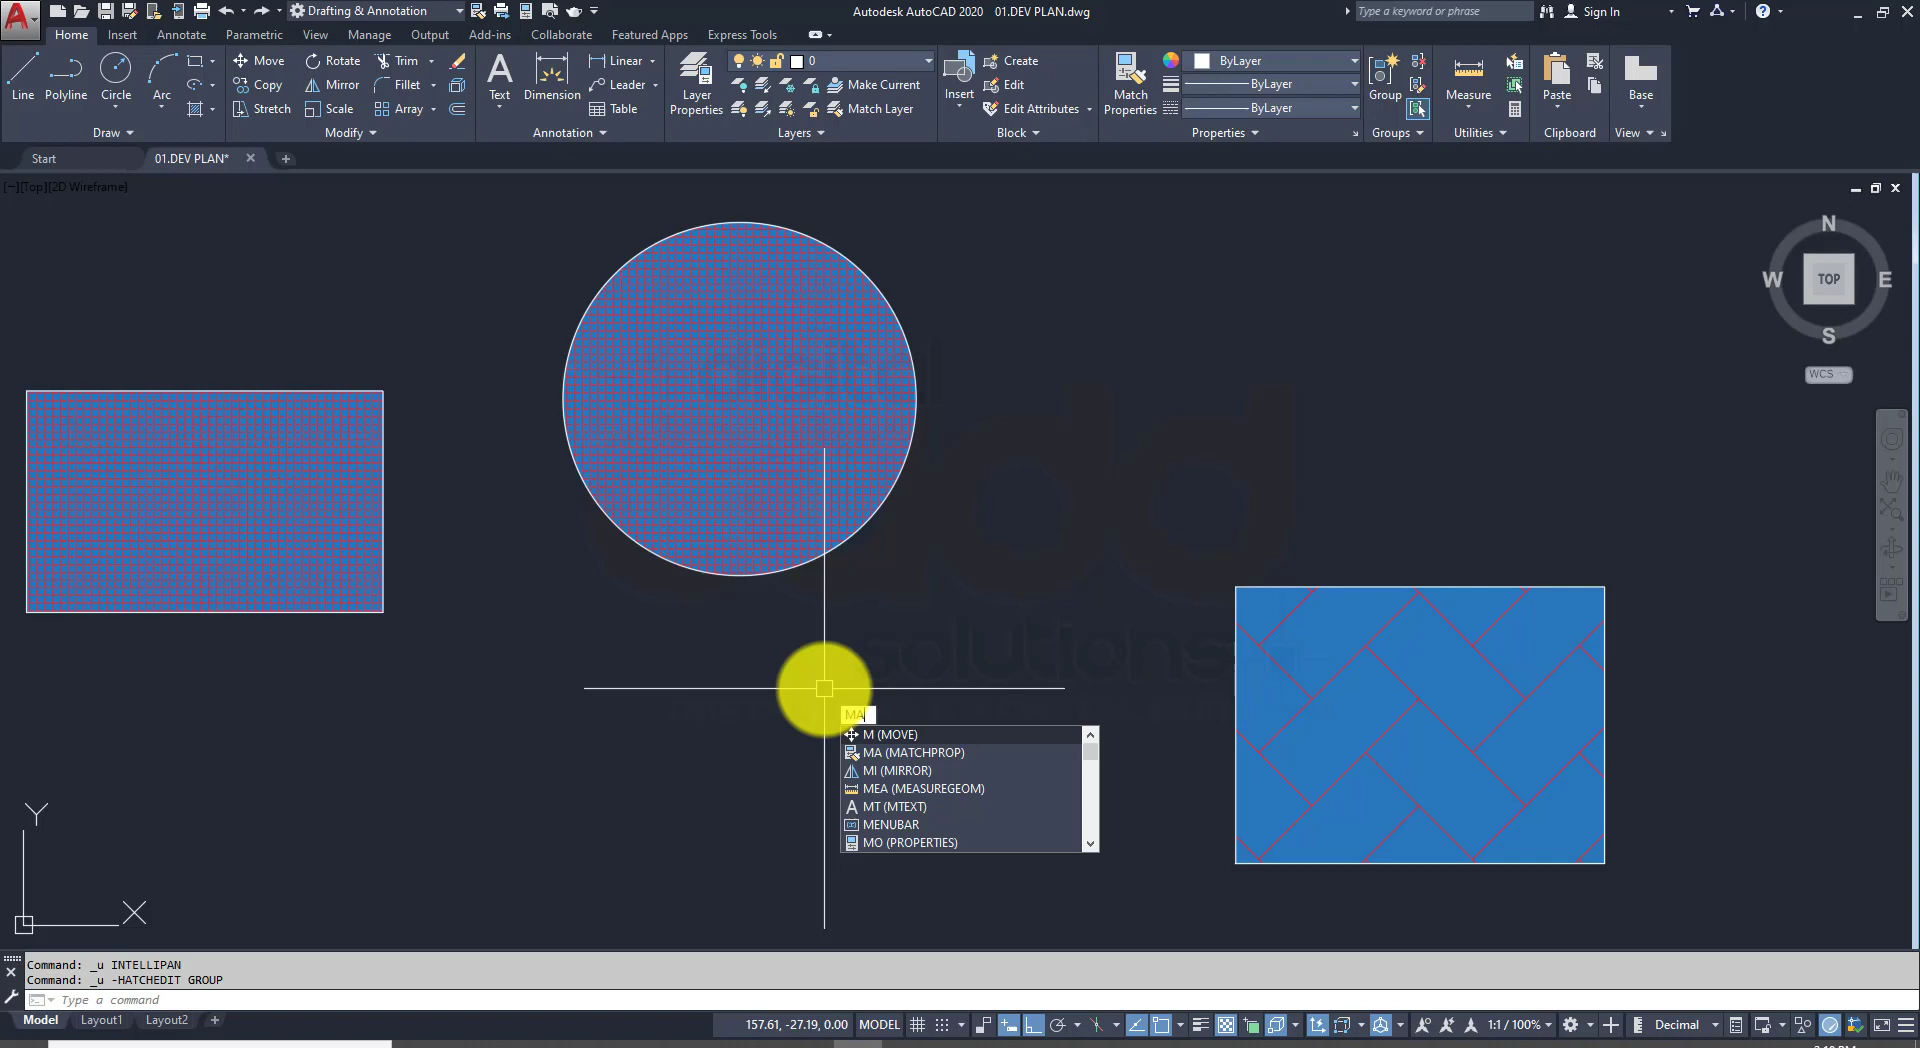 Drafting & Annotation
Autodesk AutoCAD 2020 01.DEV PLAN.dwg
Type a keyword or phrase
Sign In
Home Insert Annotate Parametric View Manage Output Add-ins Collaborate Featured Apps Express Tools
Line Polyline Circle Arc
Move Rotate Trim
Copy Mirror Fillet
Stretch Scale Array
Text Dimension
Linear
Leader
Table
Layer Properties
0
Make Current
Match Layer
Insert
Create
Edit
Edit Attributes
Match Properties
ByLayer
ByLayer
ByLayer
Group
Measure
Paste
Base
Draw Modify Annotation Layers Block Properties Groups Utilities Clipboard View
Start 01.DEV PLAN*
[−][Top][2D Wireframe]
N
W TOP E
S
WCS
solutions
MA
M (MOVE)
MA (MATCHPROP)
MI (MIRROR)
MEA (MEASUREGEOM)
MT (MTEXT)
MENUBAR
MO (PROPERTIES)
Y
X
Command: _u INTELLIPAN
Command: _u -HATCHEDIT GROUP
Type a command
Model Layout1 Layout2
157.61, -27.19, 0.00 MODEL 1:1 / 100% Decimal